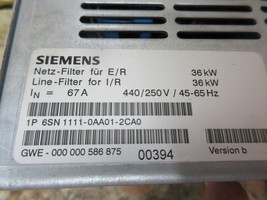 SIEMENS
Netz-Filter für E/R 36 kW
Line-Filter for I/R 36 kW
IN = 67 A 440/250 V / 45-65 Hz
1P 6SN 1111-0AA01-2CA0
GWE - 000 000 586 875 00394 Version b